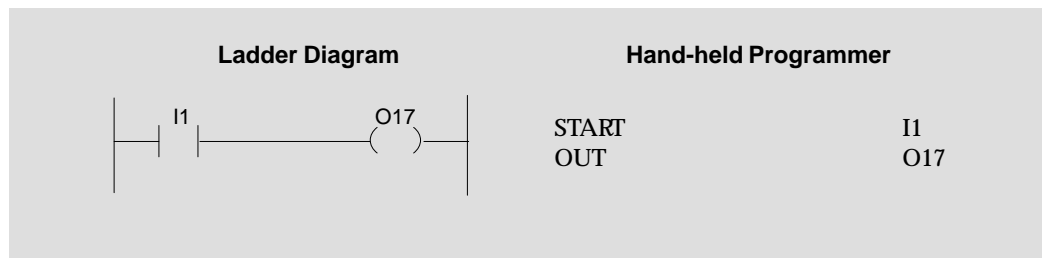 Ladder Diagram
Hand-held Programmer
I1
O17
START I1
OUT O17